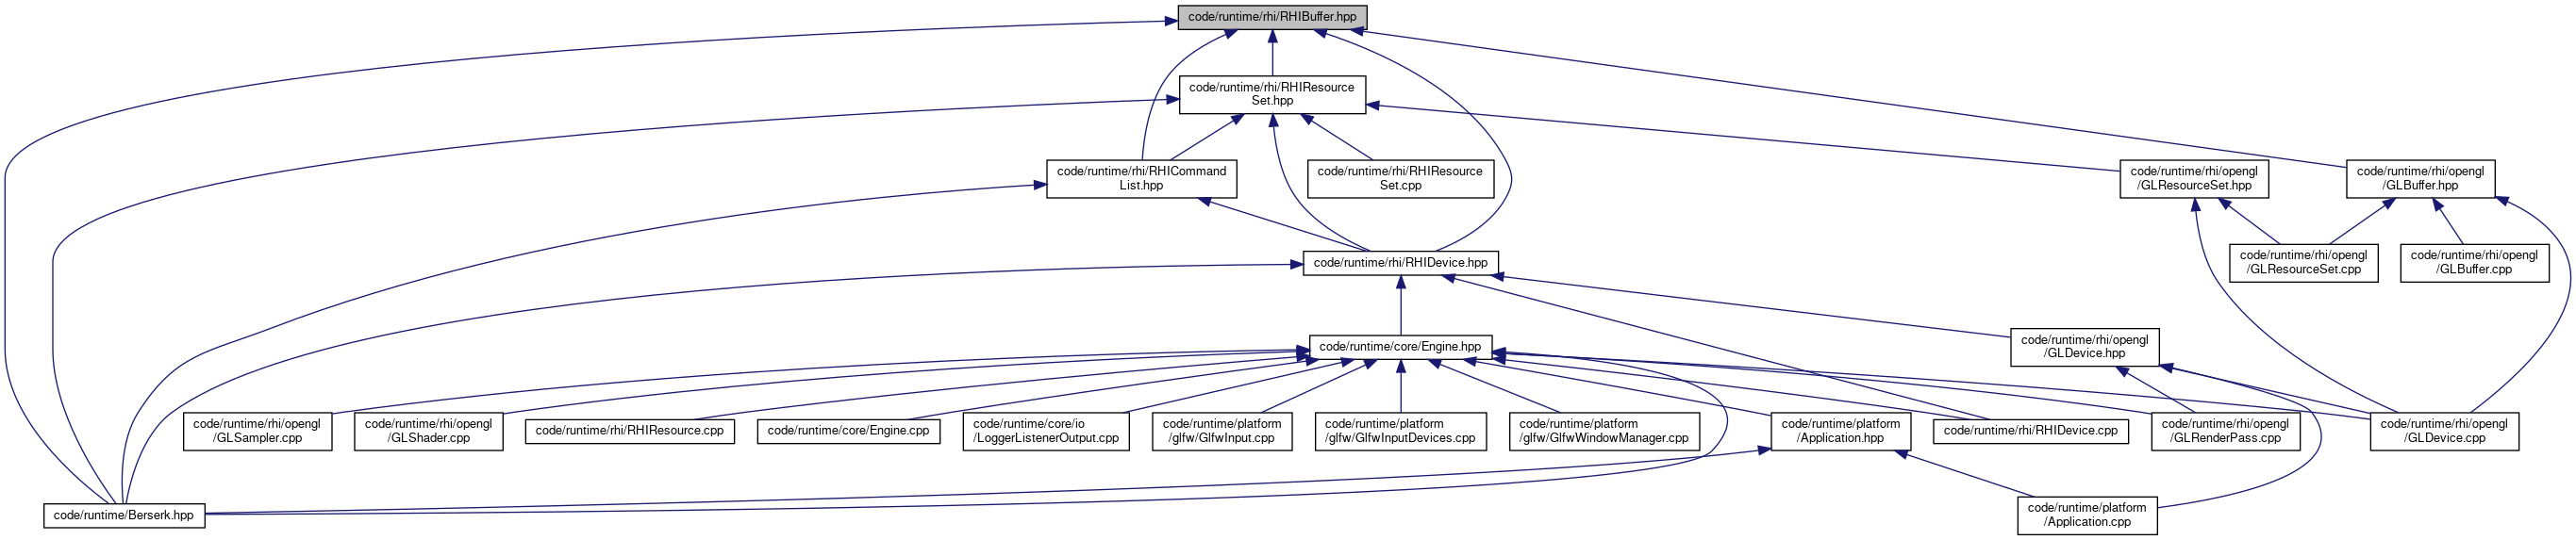 code/runtime/rhi/RHIBuffer.hpp
code/runtime/rhi/RHIResource
Set.hpp
code/runtime/rhi/RHICommand
List.hpp
code/runtime/rhi/RHIResource
Set.cpp
code/runtime/rhi/opengl
/GLResourceSet.hpp
code/runtime/rhi/opengl
/GLBuffer.hpp
code/runtime/rhi/RHIDevice.hpp
code/runtime/rhi/opengl
/GLResourceSet.cpp
code/runtime/rhi/opengl
/GLBuffer.cpp
code/runtime/core/Engine.hpp
code/runtime/rhi/opengl
/GLDevice.hpp
code/runtime/rhi/opengl
/GLSampler.cpp
code/runtime/rhi/opengl
/GLShader.cpp
code/runtime/rhi/RHIResource.cpp
code/runtime/core/Engine.cpp
code/runtime/core/io
/LoggerListenerOutput.cpp
code/runtime/platform
/glfw/GlfwInput.cpp
code/runtime/platform
/glfw/GlfwInputDevices.cpp
code/runtime/platform
/glfw/GlfwWindowManager.cpp
code/runtime/platform
/Application.hpp
code/runtime/rhi/RHIDevice.cpp
code/runtime/rhi/opengl
/GLRenderPass.cpp
code/runtime/rhi/opengl
/GLDevice.cpp
code/runtime/Berserk.hpp
code/runtime/platform
/Application.cpp